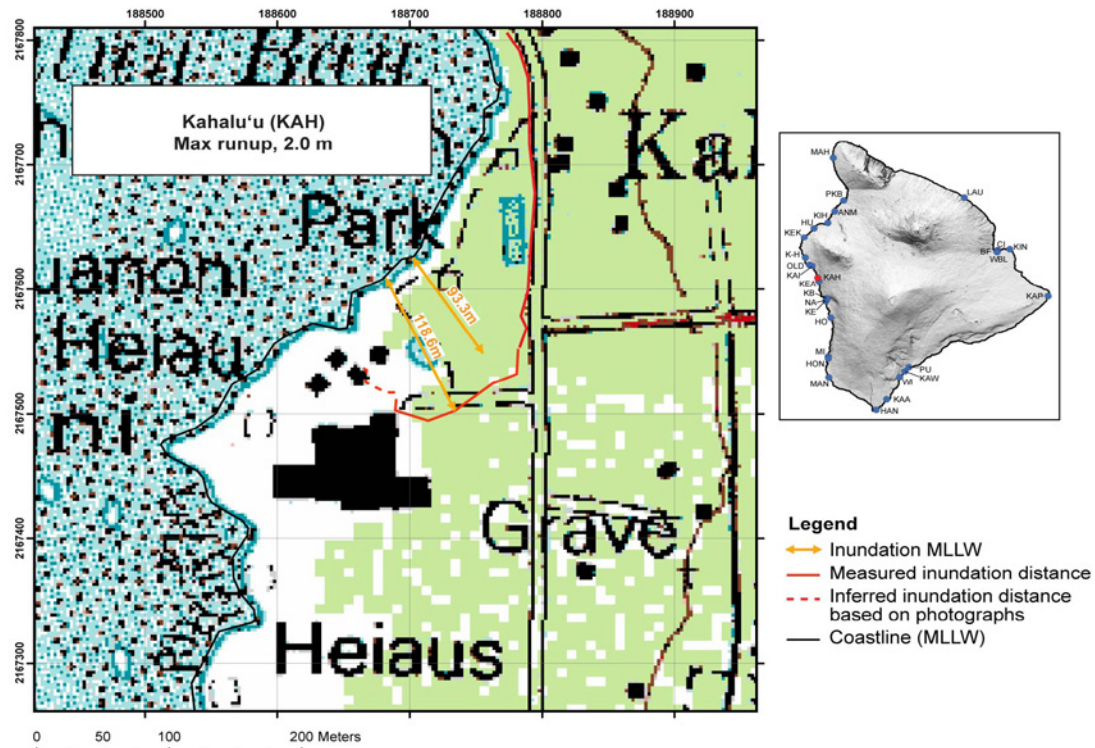 188500 188600 188700 188800 188900
2167800
2167700
2167600
2167500
2167400
2167300
Bay
Kahalu‘u (KAH)
Max runup, 2.0 m
Park
Heiau
Grave
Heiaus
93.3m
118.6m
0 50 100 200 Meters
MAH
PKB
KIH
ANM
HU
KEK
K-H
OLD
KAI
KAH
KEA
KB
NA
KE
HO
MI
HON
MAN
HAN
KAA
WI
KAW
PU
LAU
CI
KIN
BF
WBL
KAP
Legend
Inundation MLLW
Measured inundation distance
Inferred inundation distance
based on photographs
Coastline (MLLW)